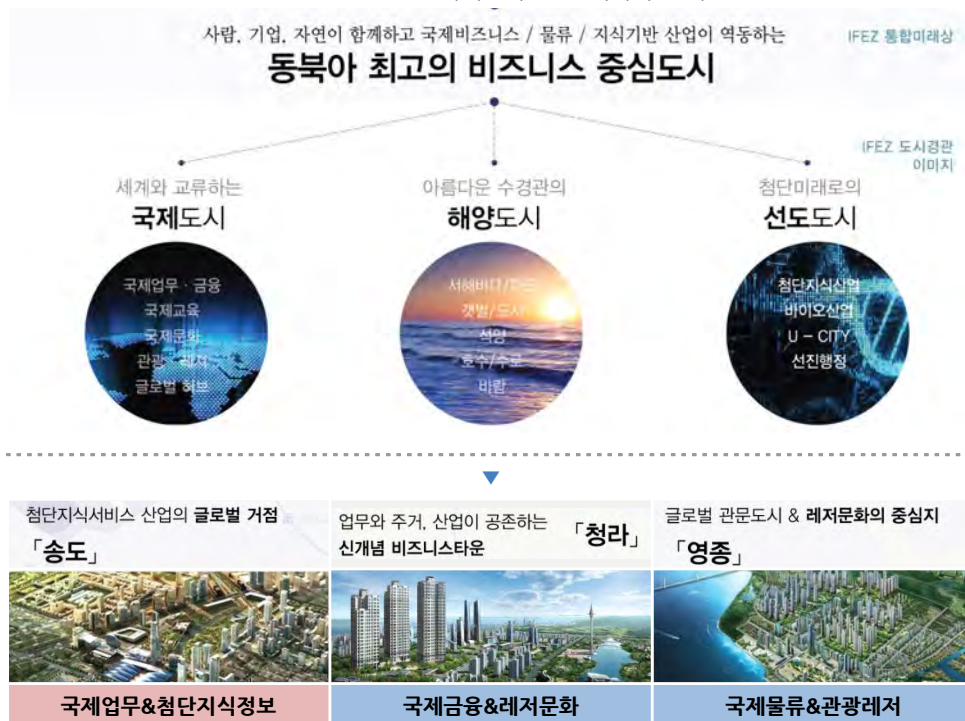 사람, 기업, 자연이 함께하고 국제비즈니스 / 물류 / 지식기반 산업이 역동하는
IFEZ 통합미래상
동북아 최고의 비즈니스 중심도시
IFEZ 도시경관
이미지
세계와 교류하는
국제도시
국제업무 · 금융
국제교육
국제문화
관광 · 레저
글로벌 허브
아름다운 수경관의
해양도시
서해바다/
갯벌/도서
석양
호수/수로
바람
첨단미래로의
선도도시
첨단지식산업
바이오산업
U – CITY
선진행정
첨단지식서비스 산업의 글로벌 거점
「송도」
업무와 주거, 산업이 공존하는
신개념 비즈니스타운
「청라」
글로벌 관문도시 & 레저문화의 중심지
「영종」
국제업무&첨단지식정보
국제금융&레저문화
국제물류&관광레저